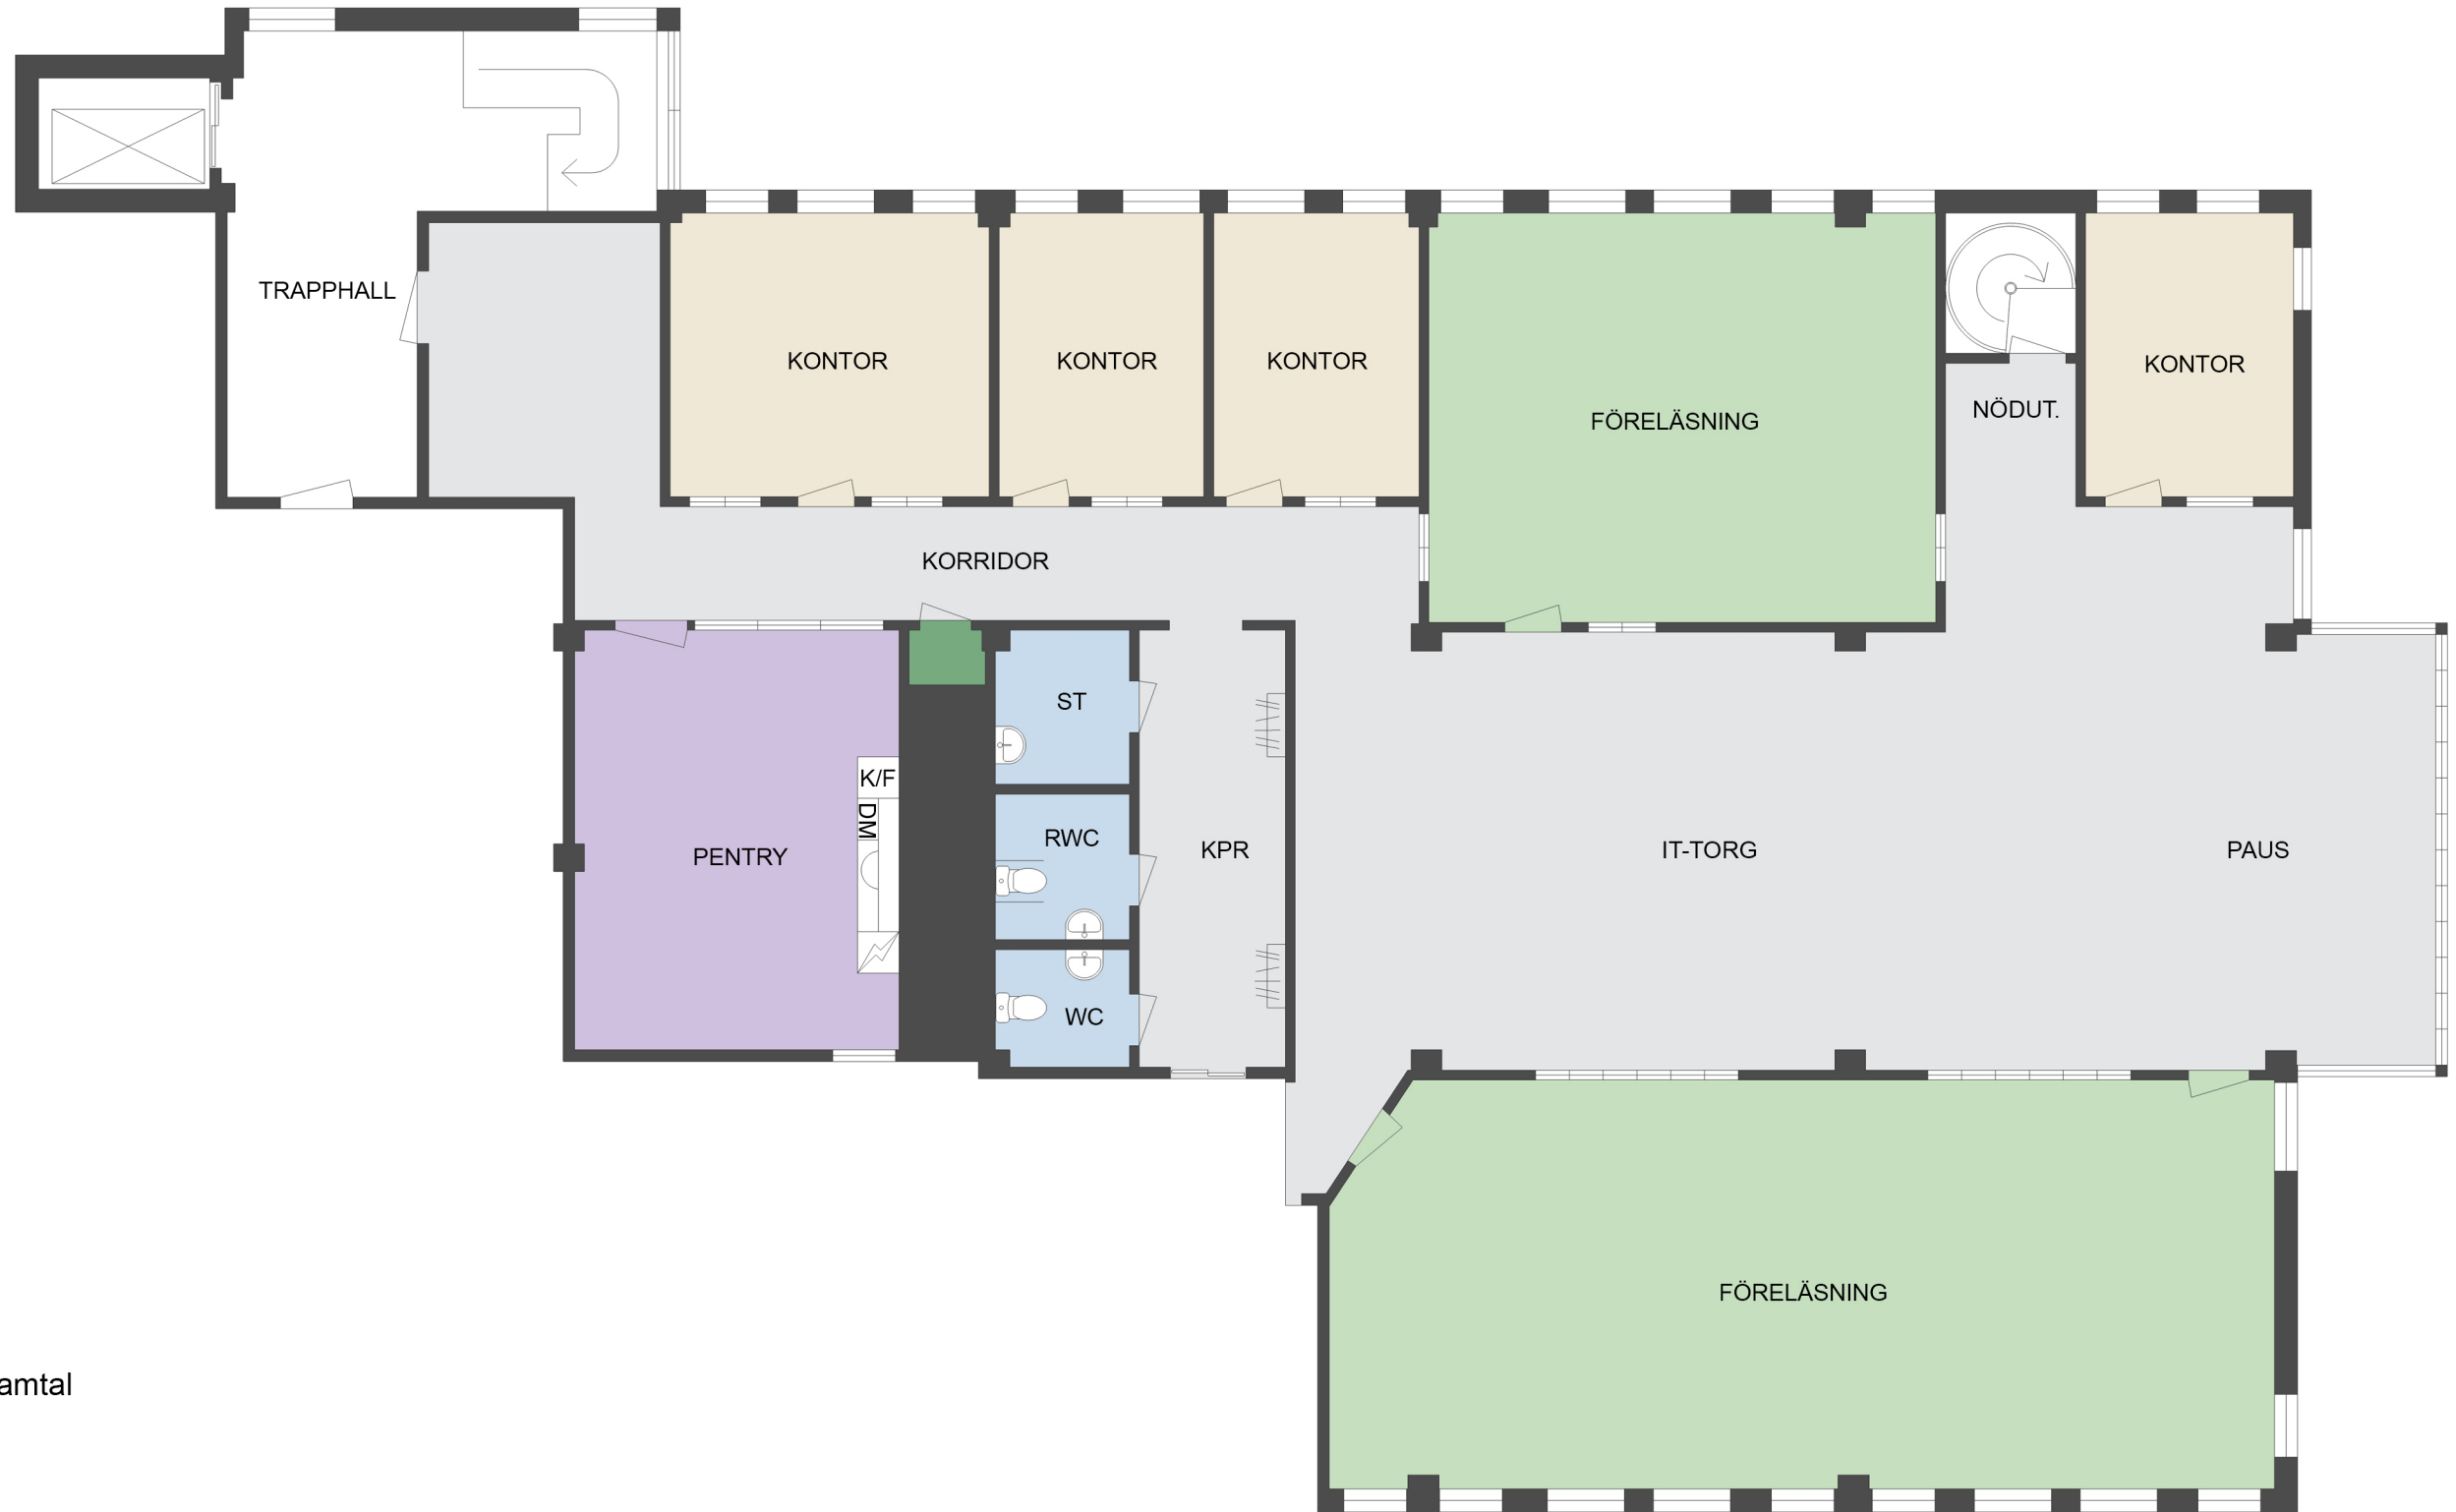 TRAPPHALL
KONTOR
KONTOR
KONTOR
KONTOR
FÖRELÄSNING
NÖDUT.
KORRIDOR
ST
K/F
DM
RWC
PENTRY
KPR
IT-TORG
PAUS
WC
FÖRELÄSNING
amtal